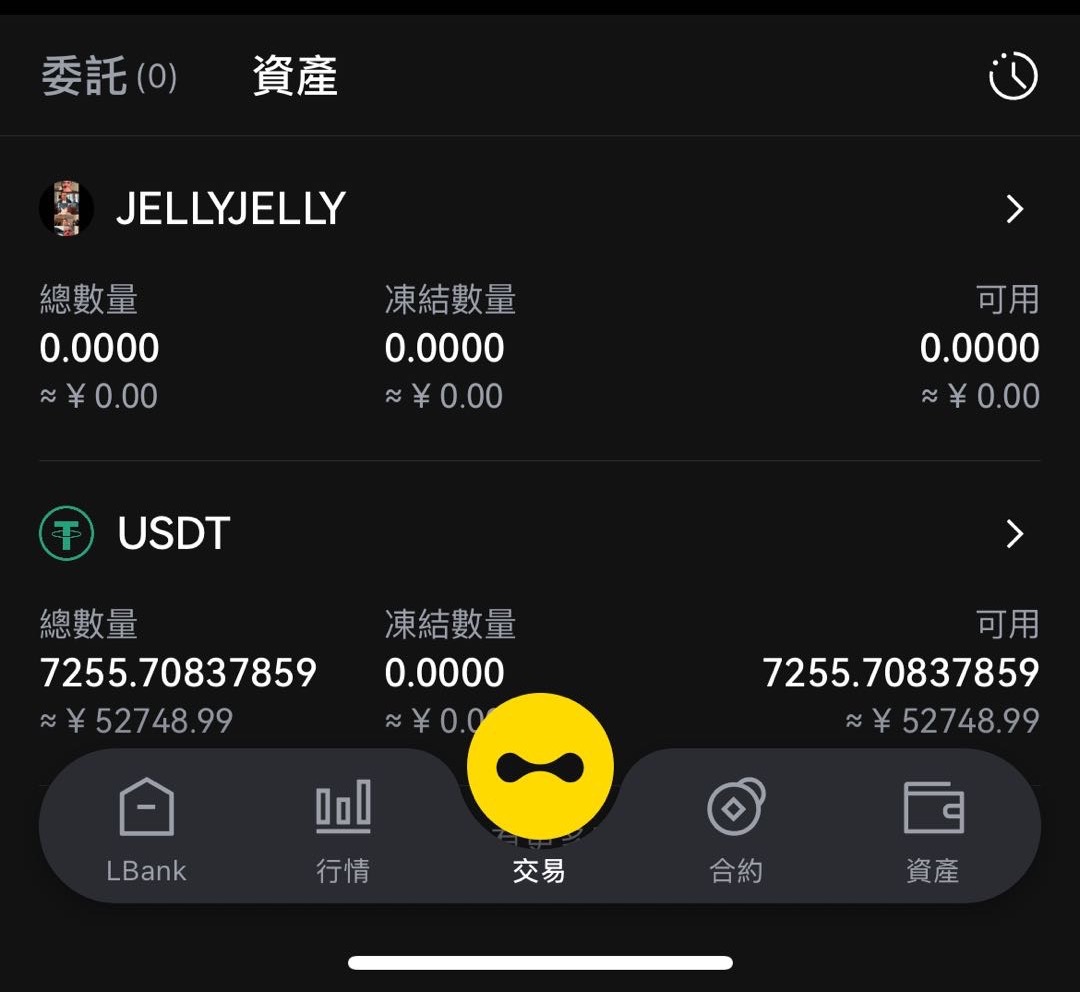 委託(0) 資產
JELLYJELLY
總數量 凍結數量 可用
0.0000 0.0000 0.0000
≈ ¥ 0.00 ≈ ¥ 0.00 ≈ ¥ 0.00
USDT
總數量 凍結數量 可用
7255.70837859 0.0000 7255.70837859
≈ ¥ 52748.99 ≈ ¥ 0.0 ≈ ¥ 52748.99
LBank 行情 交易 合約 資產